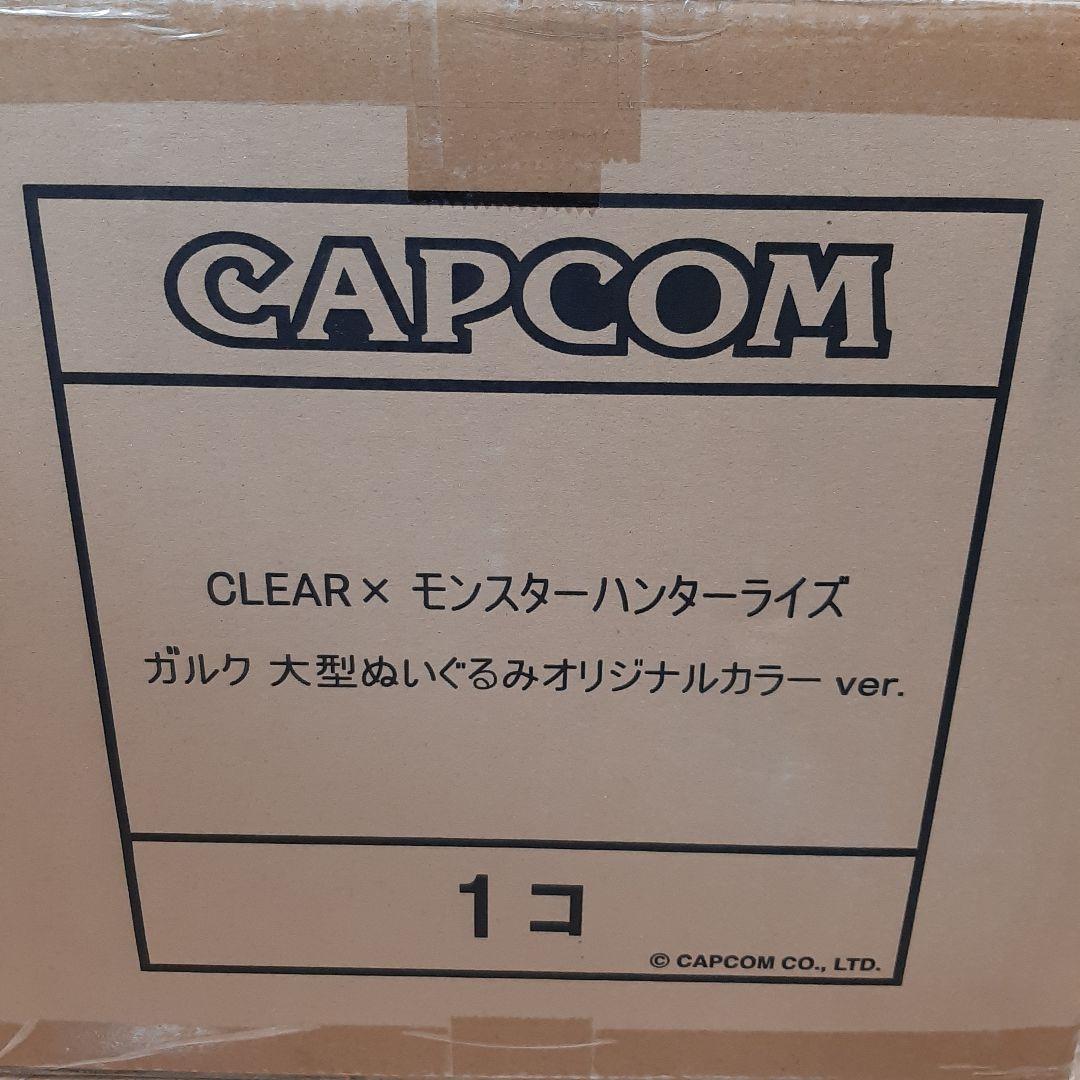 CAPCOM
CLEAR× モンスターハンターライズ
ガルク 大型ぬいぐるみオリジナルカラー ver.
1コ
© CAPCOM CO., LTD.